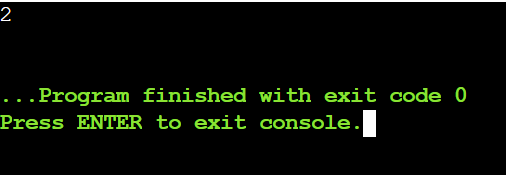 2
...Program finished with exit code 0
Press ENTER to exit console.